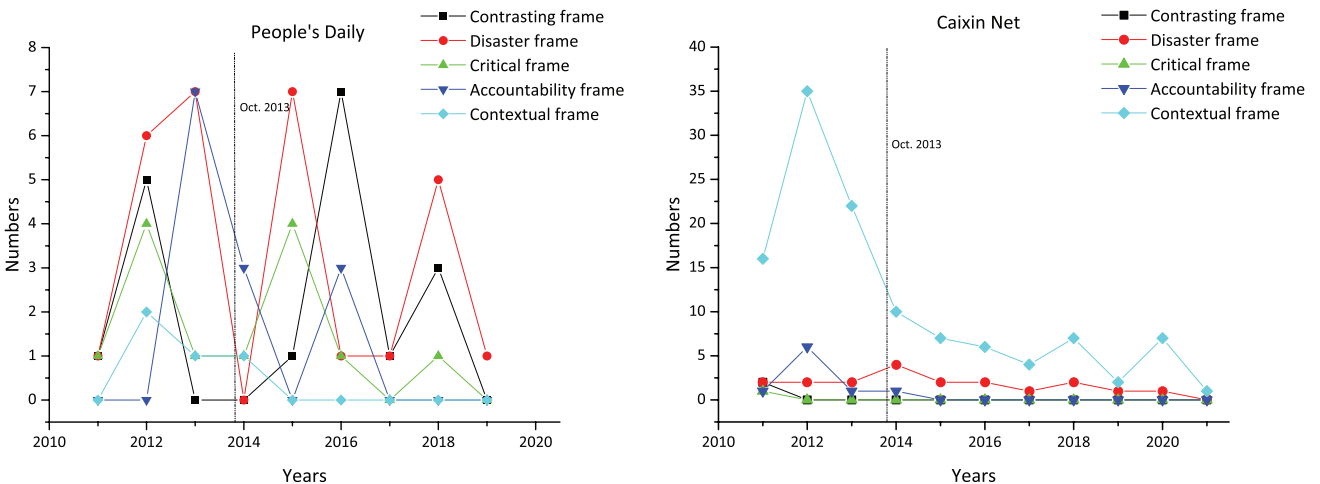 People's Daily
Contrasting frame
Disaster frame
Critical frame
Accountability frame
Contextual frame
Oct. 2013
Numbers
8
7
6
5
4
3
2
1
0
2010 2012 2014 2016 2018 2020
Years
Caixin Net
Contrasting frame
Disaster frame
Critical frame
Accountability frame
Contextual frame
Oct. 2013
Numbers
40
35
30
25
20
15
10
5
0
2010 2012 2014 2016 2018 2020
Years